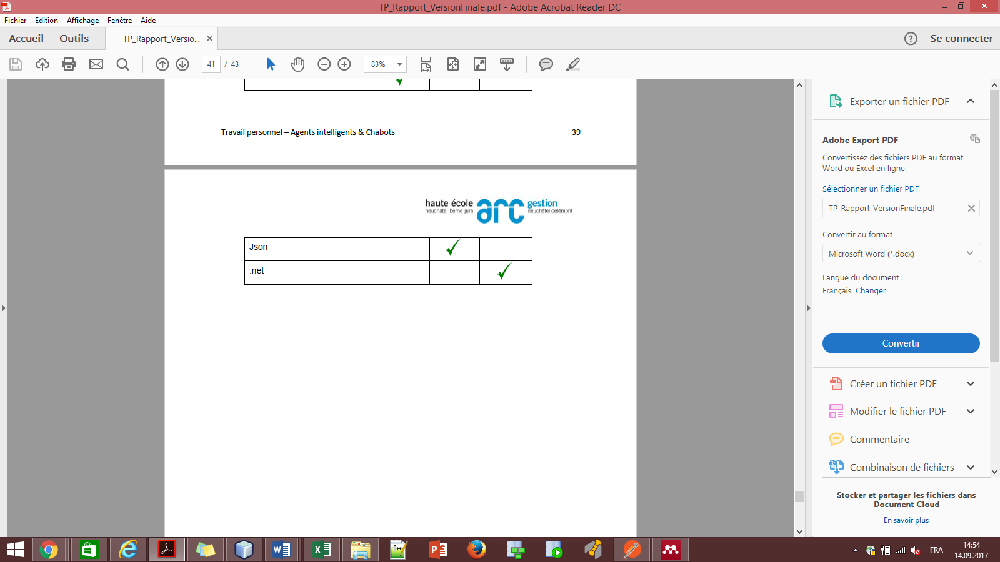 TP_Rapport_VersionFinale.pdf - Adobe Acrobat Reader DC
Fichier Edition Affichage Fenêtre Aide
Accueil Outils TP_Rapport_Versio... × Se connecter
41 / 43 83%
Travail personnel – Agents intelligents & Chabots 39
haute école arc gestion
neuchâtel berne jura neuchâtel delémont
Json
.net
Exporter un fichier PDF
Adobe Export PDF
Convertissez des fichiers PDF au format
Word ou Excel en ligne.
Sélectionner un fichier PDF
TP_Rapport_VersionFinale.pdf
Convertir au format
Microsoft Word (*.docx)
Langue du document :
Français Changer
Convertir
Créer un fichier PDF
Modifier le fichier PDF
Commentaire
Combinaison de fichiers
Stocker et partager les fichiers dans
Document Cloud
En savoir plus
FRA 14:54
14.09.2017